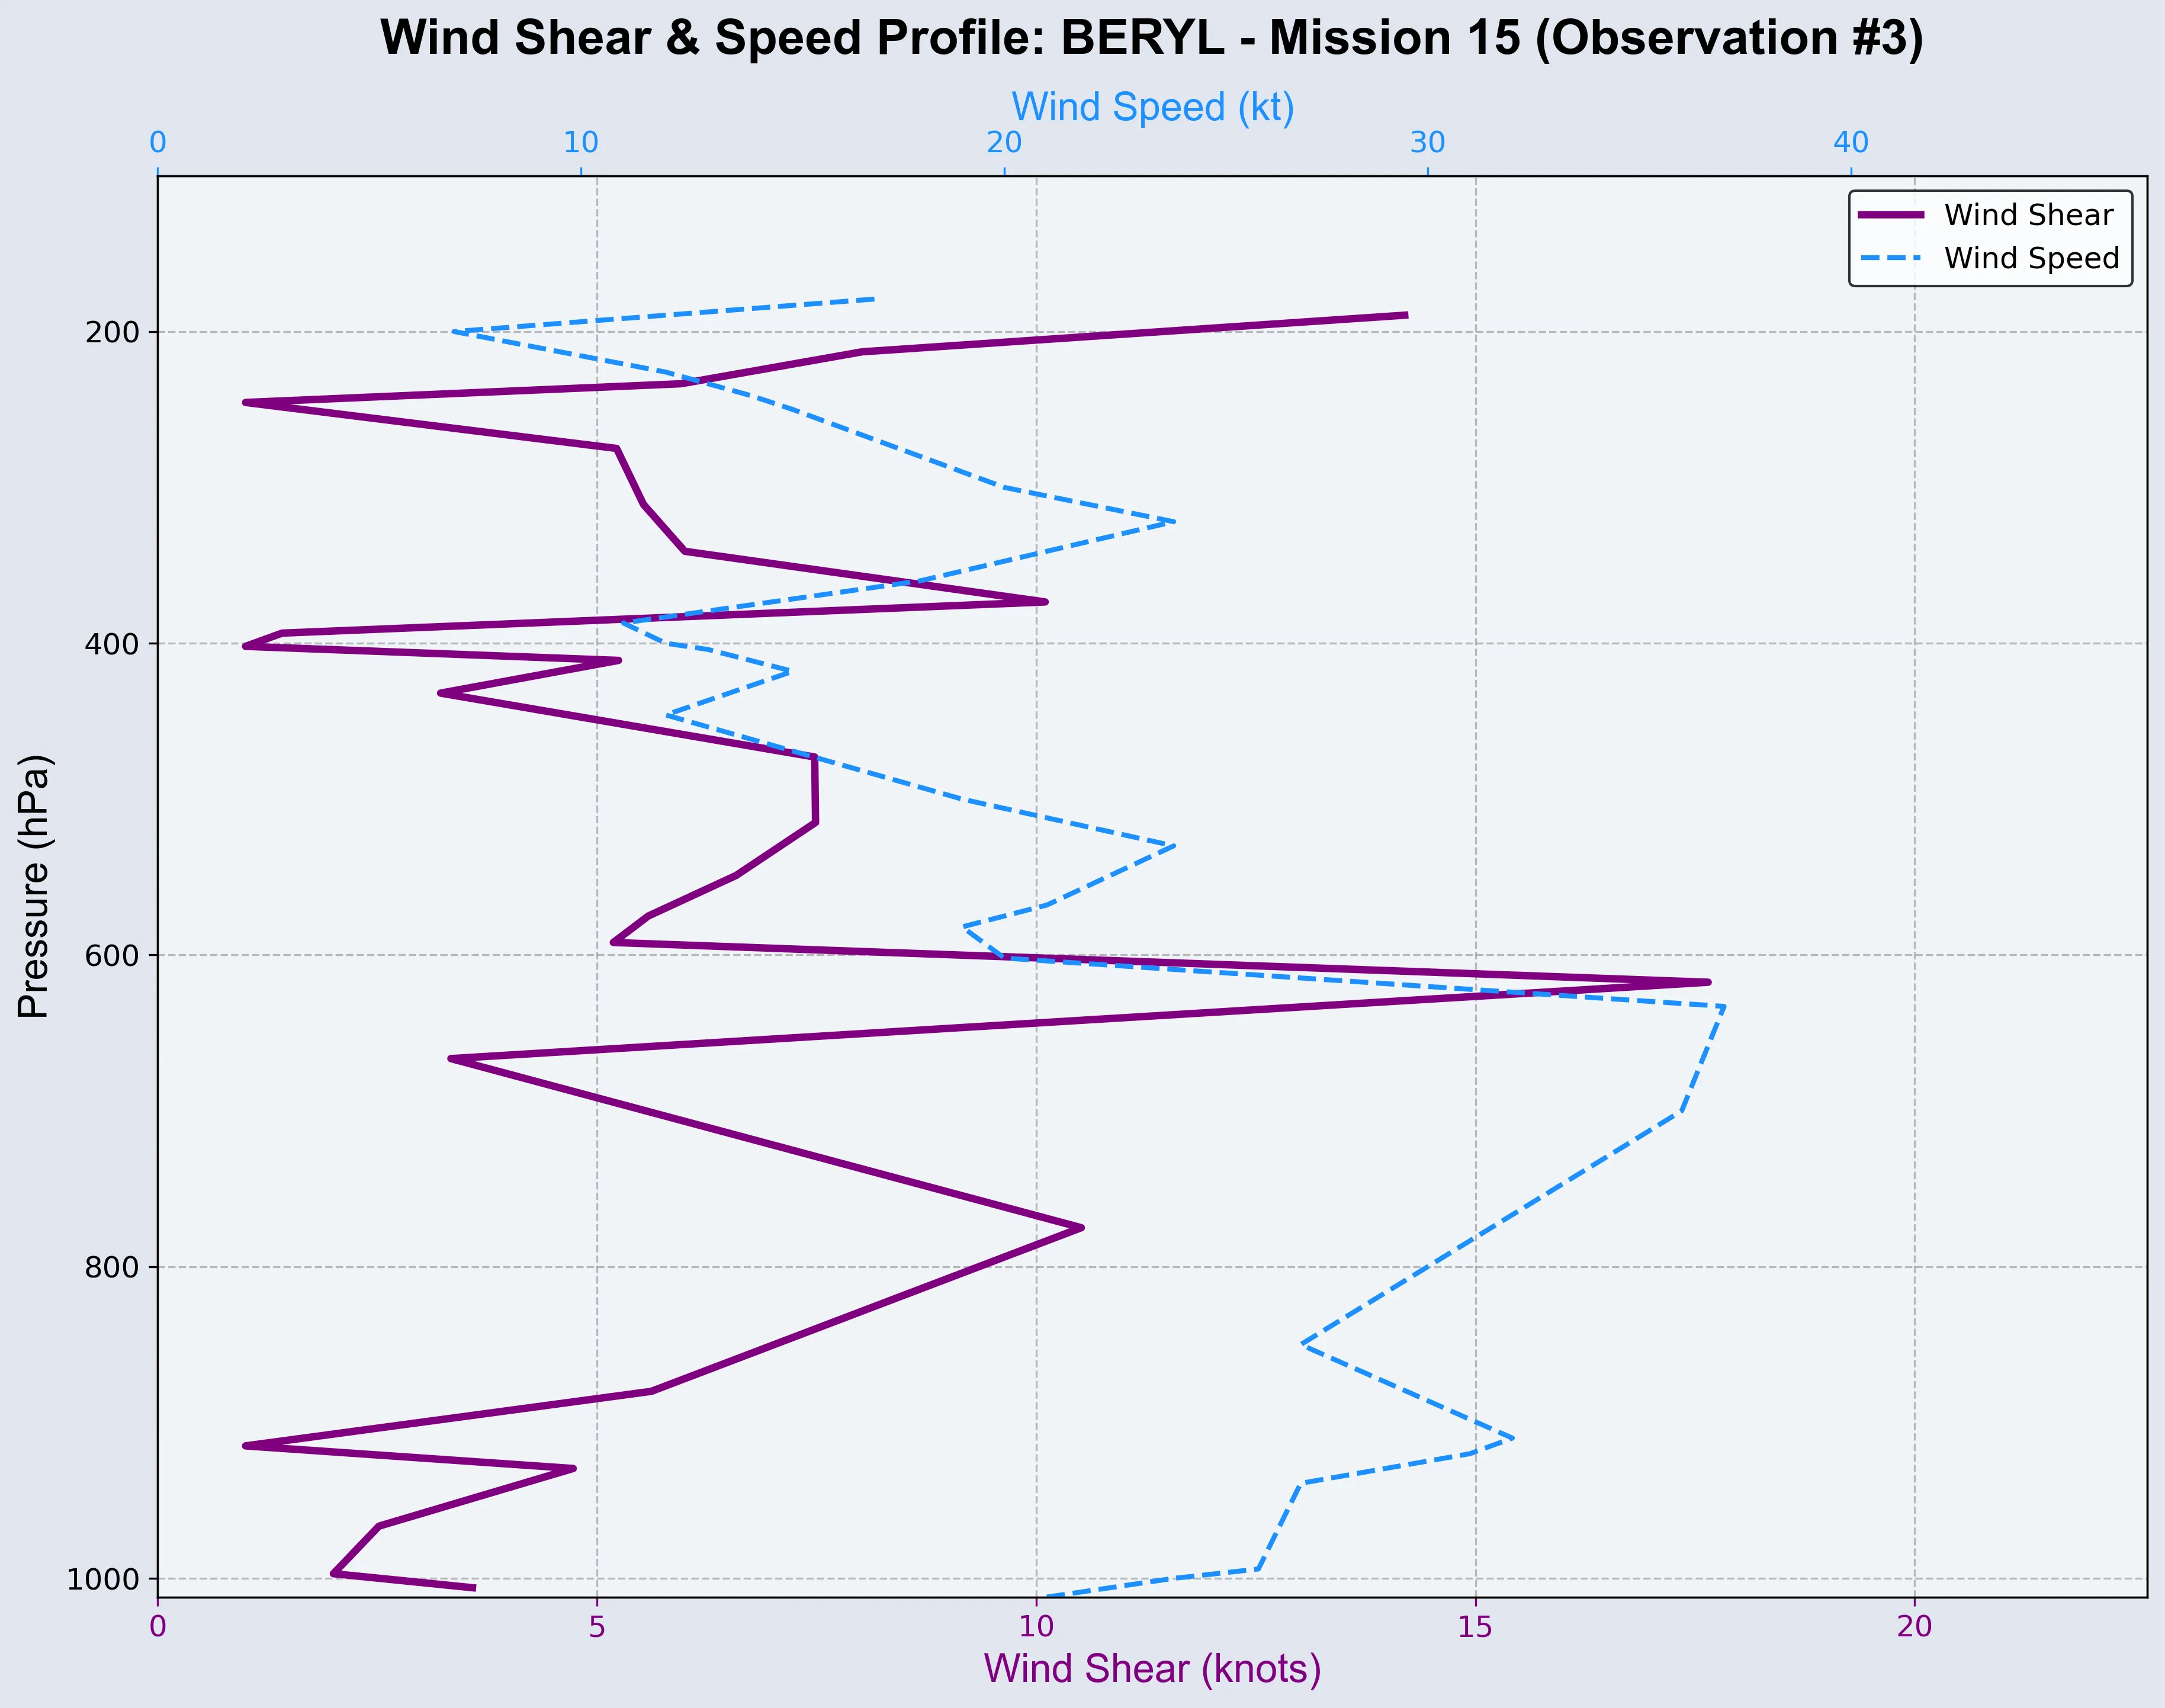 Wind Shear & Speed Profile: BERYL - Mission 15 (Observation #3)
Wind Speed (kt)
0 10 20 30 40
Wind Shear
Wind Speed
Pressure (hPa)
200
400
600
800
1000
0 5 10 15 20
Wind Shear (knots)